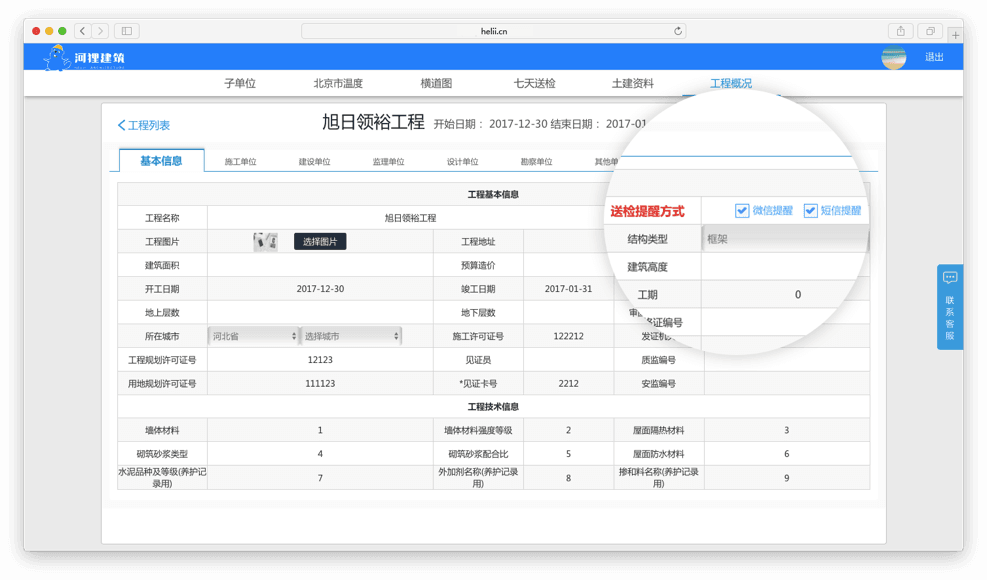 helii.cn
河狸建筑
退出
子单位 北京市温度 横道图 七天送检 土建资料 工程概况
工程列表
旭日领裕工程 开始日期： 2017-12-30 结束日期： 2017-01
基本信息 施工单位 建设单位 监理单位 设计单位 勘察单位 其他单
工程基本信息
工程名称 旭日领裕工程
送检提醒方式 微信提醒 短信提醒
工程图片 选择图片 工程地址 结构类型 框架
建筑面积 预算造价 建筑高度
开工日期 2017-12-30 竣工日期 2017-01-31 工期 0
地上层数 地下层数 证编号
所在城市 河北省 选择城市 施工许可证号 122212 发证机
工程规划许可证号 12123 见证员 质监编号
用地规划许可证号 111123 *见证卡号 2212 安监编号
工程技术信息
墙体材料 1 墙体材料强度等级 2 屋面隔热材料 3
砌筑砂浆类型 4 砌筑砂浆配合比 5 屋面防水材料 6
水泥品种及等级(养护记录用) 7 外加剂名称(养护记录用) 8 掺和料名称(养护记录用) 9
联系客服